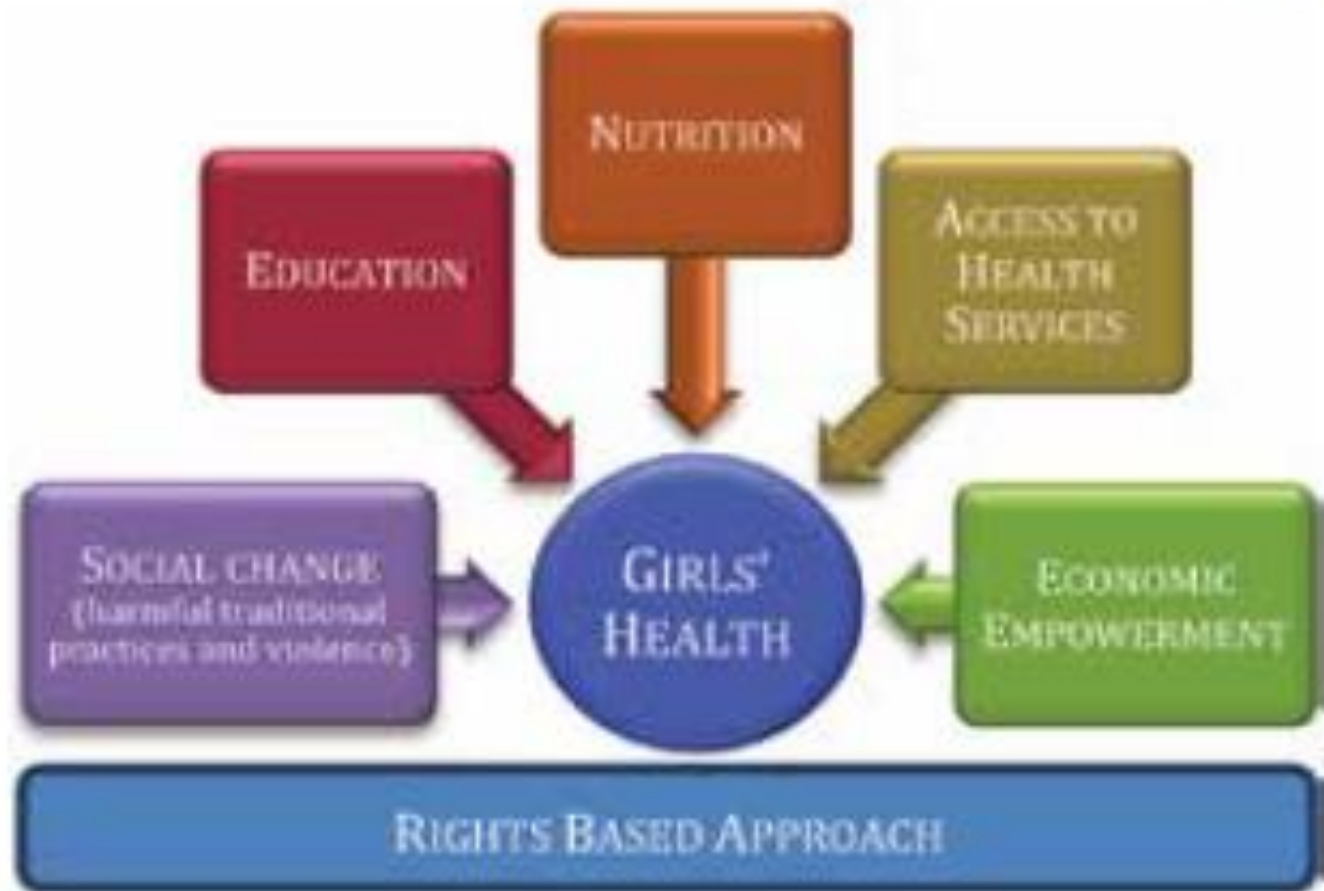 NUTRITION
EDUCATION
ACCESS TO
HEALTH
SERVICES
SOCIAL CHANGE
(harmful traditional
practices and violence)
GIRLS'
HEALTH
ECONOMIC
EMPOWERMENT
RIGHTS BASED APPROACH